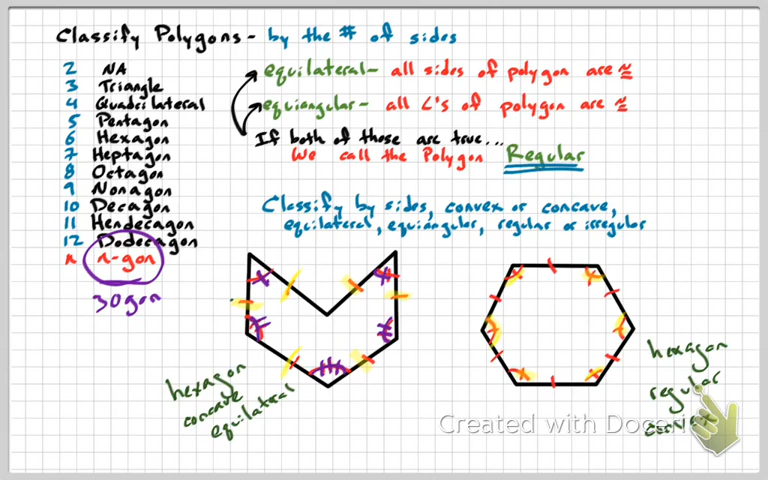 Classify Polygons - by the # of sides
2 NA
3 Triangle
4 Quadrilateral
5 Pentagon
6 Hexagon
7 Heptagon
8 Octagon
9 Nonagon
10 Decagon
11 Hendecagon
12 Dodecagon
n n-gon
30gon
equilateral - all sides of polygon are ≅
equiangular - all ∠'s of polygon are ≅
If both of those are true...
We call the Polygon Regular
Classify by sides, convex or concave,
equilateral, equiangular, regular or irregular
hexagon
concave
equilateral
hexagon
regular
convex
Created with Doceri